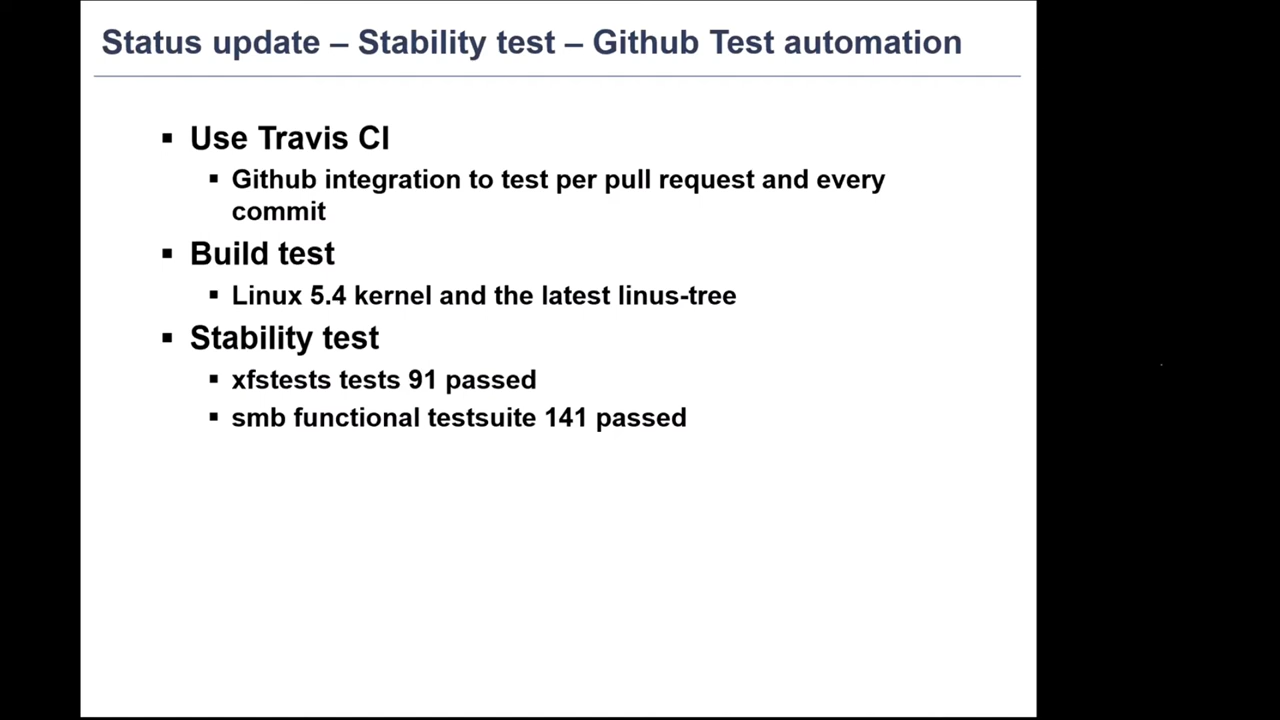 Status update – Stability test – Github Test automation
▪ Use Travis CI
▪ Github integration to test per pull request and every
commit
▪ Build test
▪ Linux 5.4 kernel and the latest linus-tree
▪ Stability test
▪ xfstests tests 91 passed
▪ smb functional testsuite 141 passed